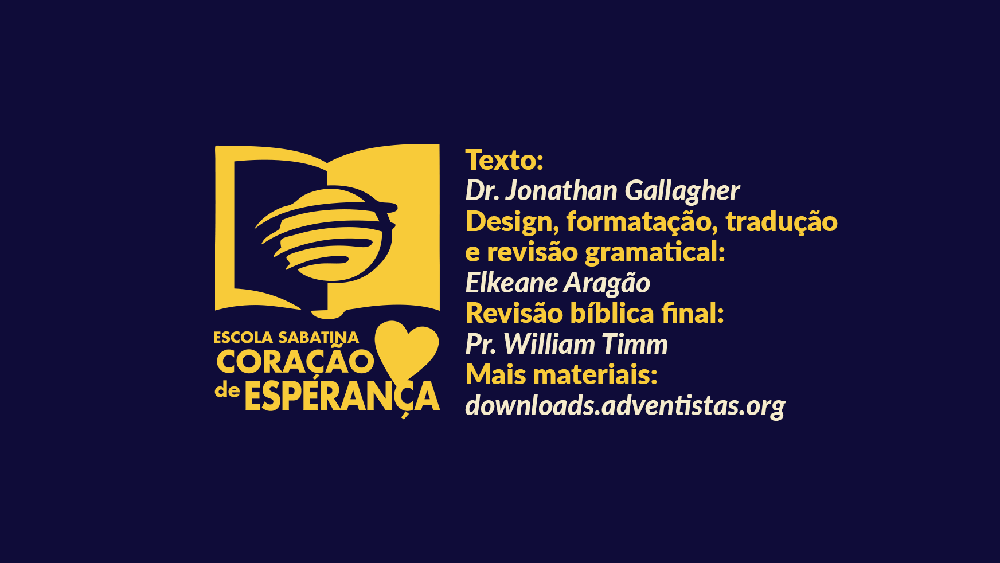 ESCOLA SABATINA
CORAÇÃO
de ESPERANÇA
Texto:
Dr. Jonathan Gallagher
Design, formatação, tradução
e revisão gramatical:
Elkeane Aragão
Revisão bíblica final:
Pr. William Timm
Mais materiais:
downloads.adventistas.org